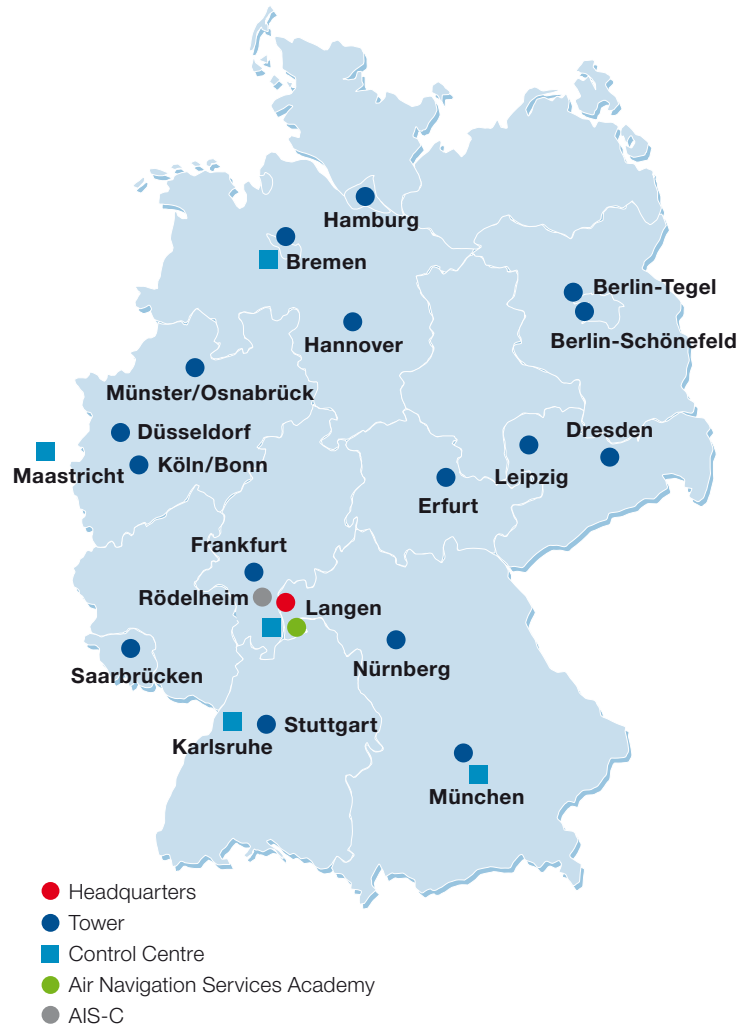 Hamburg
Bremen
Berlin-Tegel
Berlin-Schönefeld
Hannover
Münster/Osnabrück
Düsseldorf
Dresden
Maastricht
Köln/Bonn
Leipzig
Erfurt
Frankfurt
Rödelheim
Langen
Saarbrücken
Nürnberg
Stuttgart
Karlsruhe
München
Headquarters
Tower
Control Centre
Air Navigation Services Academy
AIS-C